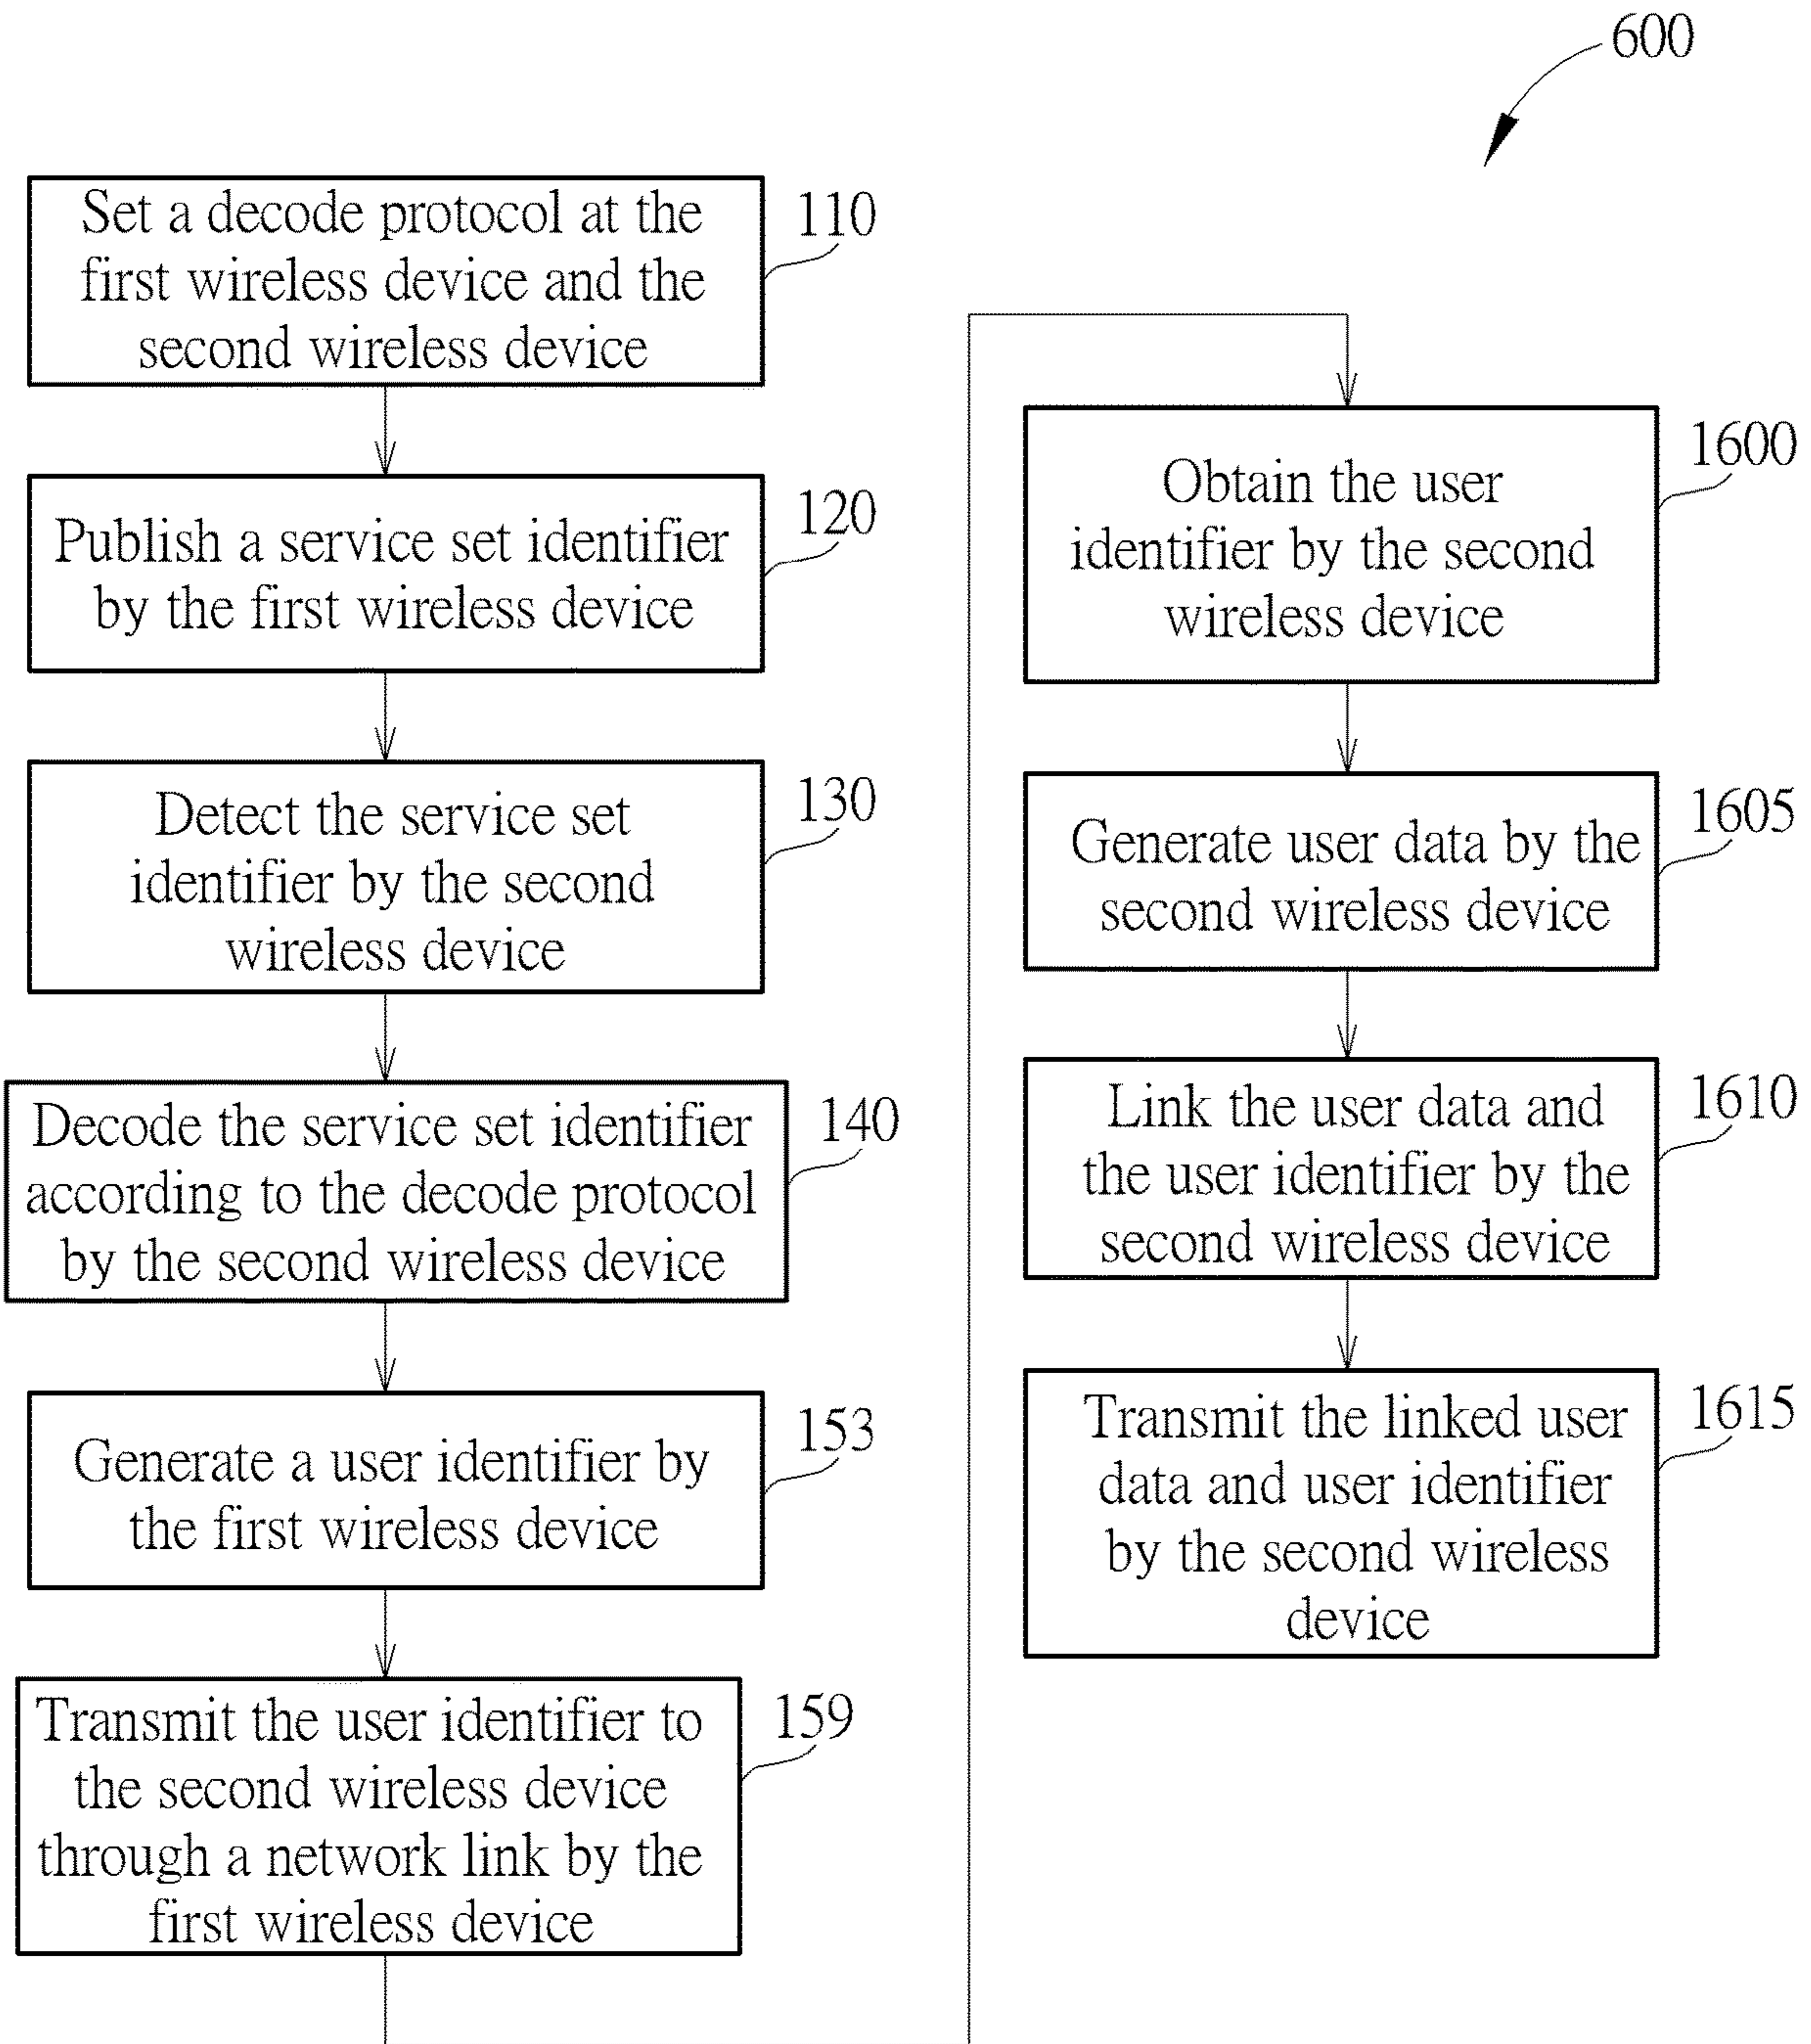 600
Set a decode protocol at the
first wireless device and the
second wireless device
110
Publish a service set identifier
by the first wireless device
120
Detect the service set
identifier by the second
wireless device
130
Decode the service set identifier
according to the decode protocol
by the second wireless device
140
Generate a user identifier by
the first wireless device
153
Transmit the user identifier to
the second wireless device
through a network link by the
first wireless device
159
Obtain the user
identifier by the second
wireless device
1600
Generate user data by the
second wireless device
1605
Link the user data and
the user identifier by the
second wireless device
1610
Transmit the linked user
data and user identifier
by the second wireless
device
1615